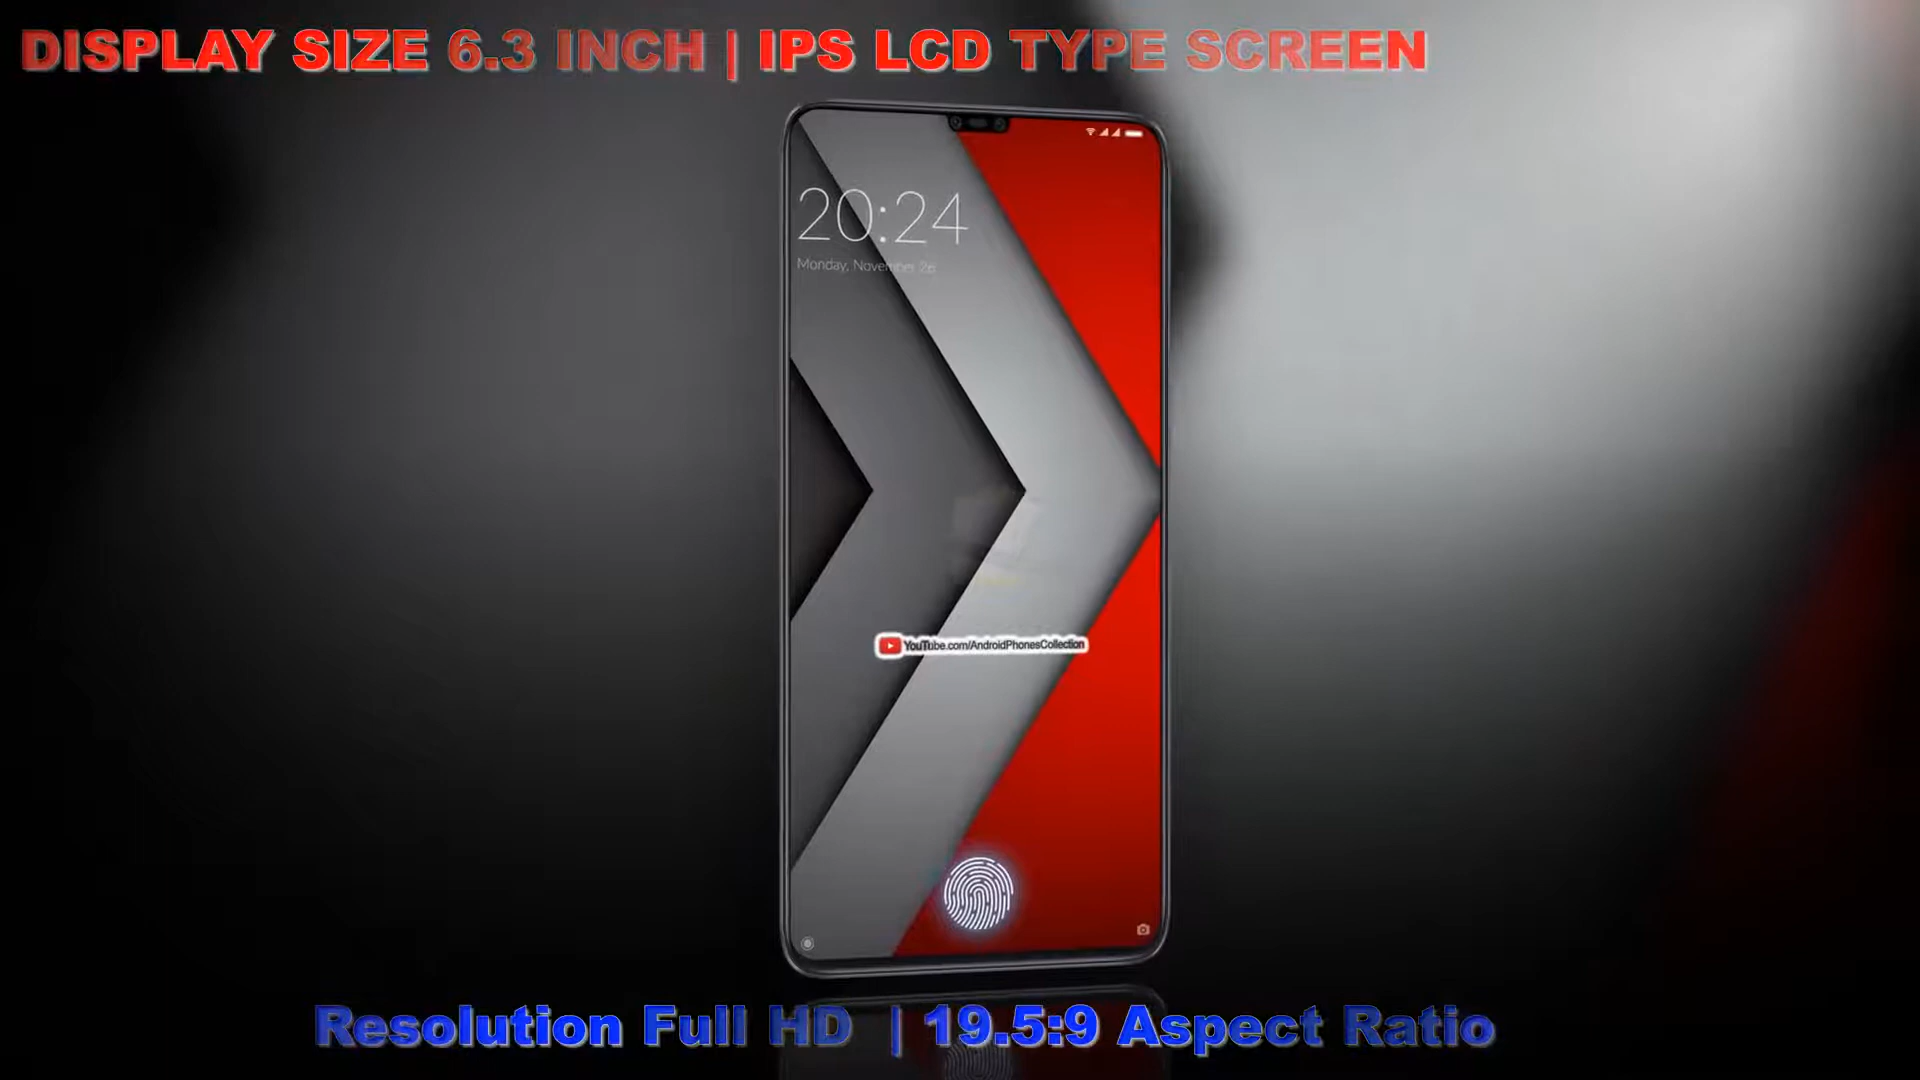 DISPLAY SIZE 6.3 INCH | IPS LCD TYPE SCREEN
20:24
Monday, November 26
YouTube.com/AndroidPhonesCollection
Resolution Full HD | 19.5:9 Aspect Ratio